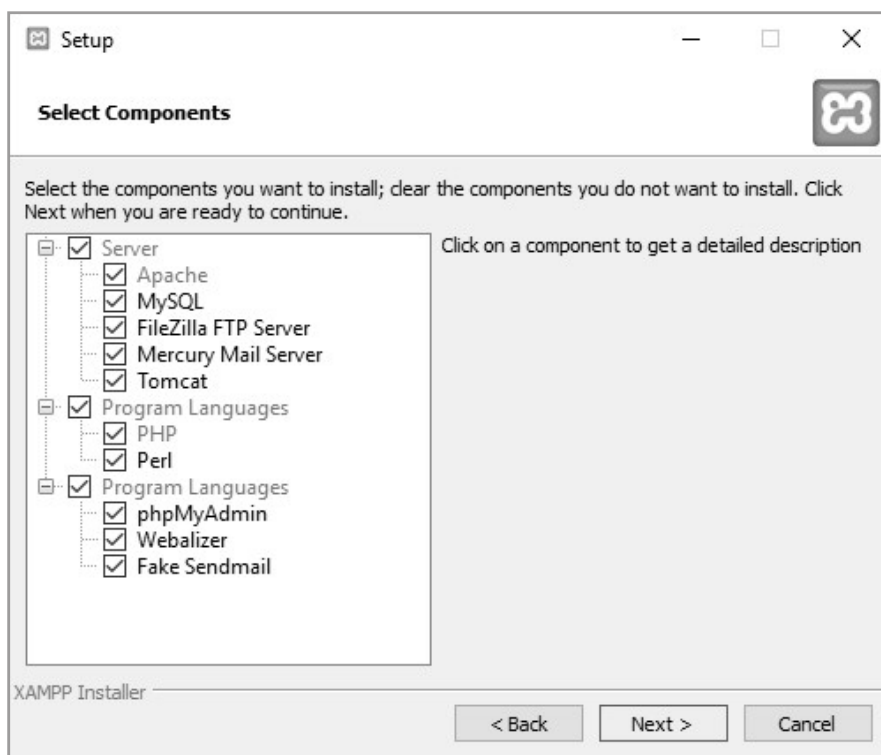 Setup
Select Components
Select the components you want to install; clear the components you do not want to install. Click
Next when you are ready to continue.
Server
Apache
MySQL
FileZilla FTP Server
Mercury Mail Server
Tomcat
Program Languages
PHP
Perl
Program Languages
phpMyAdmin
Webalizer
Fake Sendmail
Click on a component to get a detailed description
XAMPP Installer
< Back
Next >
Cancel